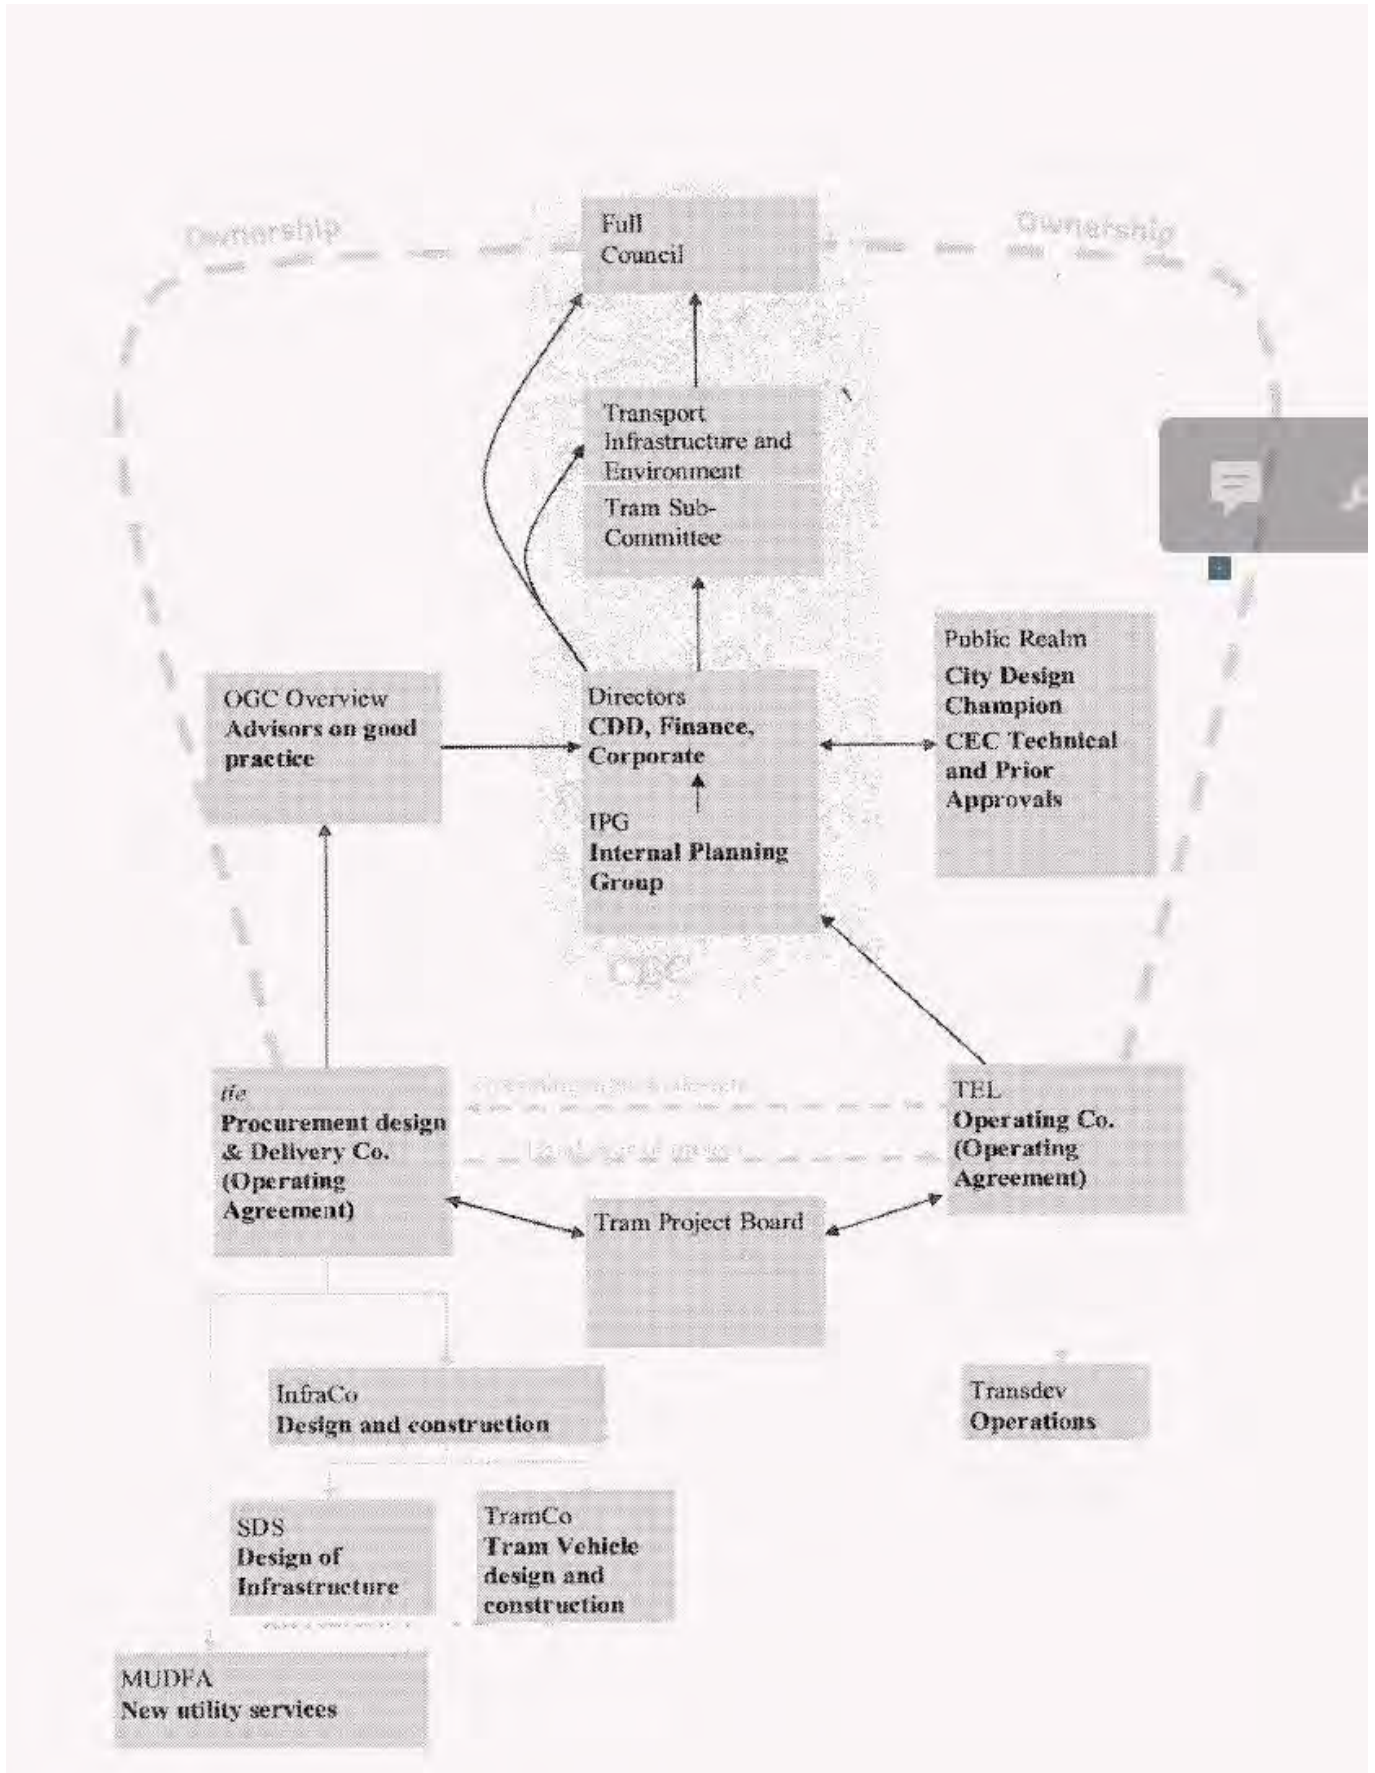 Ownership
Ownership
Full
Council
Transport
Infrastructure and
Environment
Tram Sub-
Committee
Public Realm
City Design
Champion
CEC Technical
and Prior
Approvals
OGC Overview
Advisors on good
practice
Directors
CDD, Finance,
Corporate
IPG
Internal Planning
Group
CEC
tie
Procurement design
& Delivery Co.
(Operating
Agreement)
TEL
Operating Co.
(Operating
Agreement)
Tram Project Board
InfraCo
Design and construction
Transdev
Operations
SDS
Design of
Infrastructure
TramCo
Tram Vehicle
design and
construction
MUDFA
New utility services